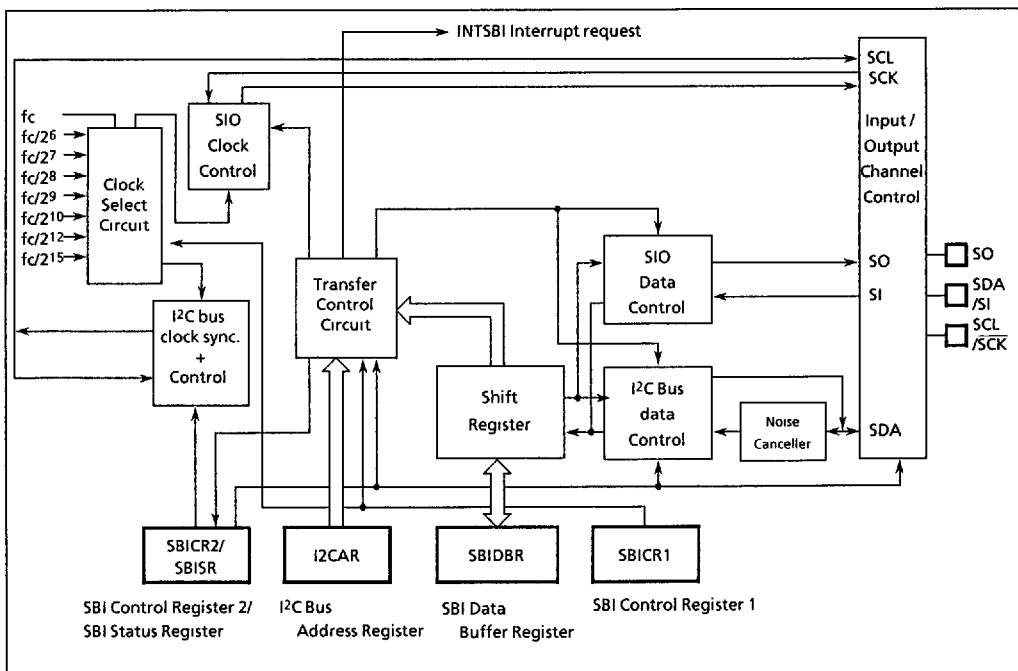 INTSBI Interrupt request
SCL
SCK
fc
fc/2⁶
fc/2⁷
fc/2⁸
fc/2⁹
fc/2¹⁰
fc/2¹²
fc/2¹⁵
Clock
Select
Circuit
SIO
Clock
Control
Input /
Output
Channel
Control
I²C bus
clock sync.
+
Control
Transfer
Control
Circuit
SIO
Data
Control
SO
SI
SO
SDA
/SI
SCL
/S̅C̅K̅
Shift
Register
I²C Bus
data
Control
Noise
Canceller
SDA
SBICR2/
SBISR
I2CAR
SBIDBR
SBICR1
SBI Control Register 2/
SBI Status Register
I²C Bus
Address Register
SBI Data
Buffer Register
SBI Control Register 1